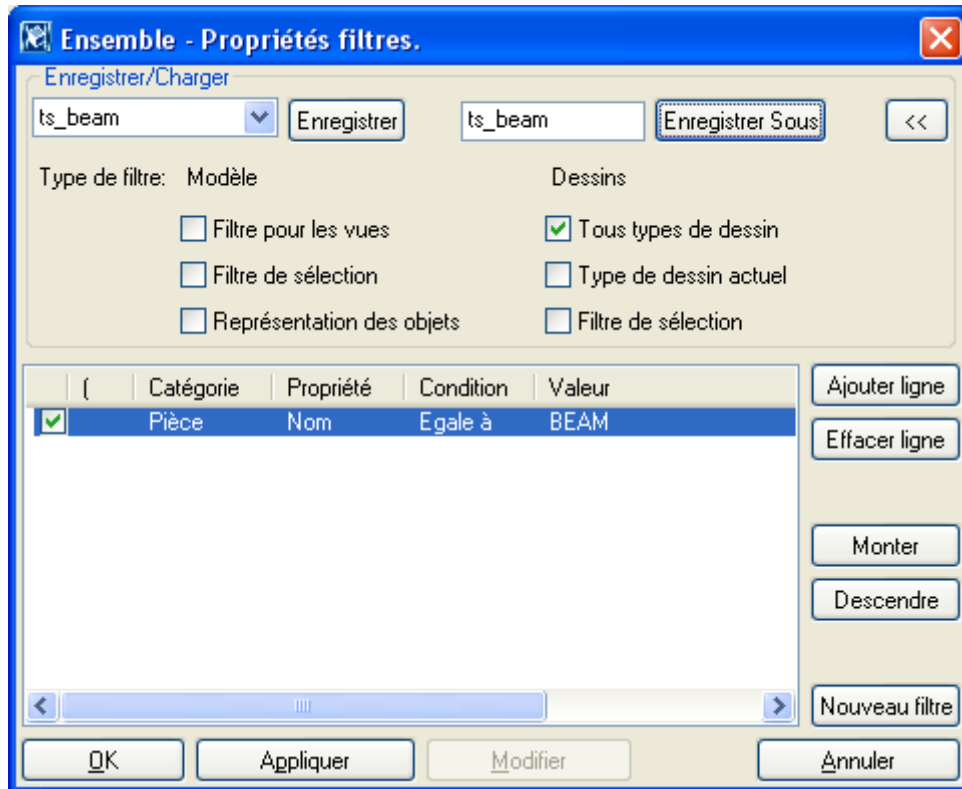 Ensemble - Propriétés filtres.
Enregistrer/Charger
ts_beam Enregistrer ts_beam Enregistrer Sous <<
Type de filtre: Modèle Dessins
Filtre pour les vues Tous types de dessin
Filtre de sélection Type de dessin actuel
Représentation des objets Filtre de sélection
( Catégorie Propriété Condition Valeur
Pièce Nom Egale à BEAM
Ajouter ligne
Effacer ligne
Monter
Descendre
Nouveau filtre
OK Appliquer Modifier Annuler